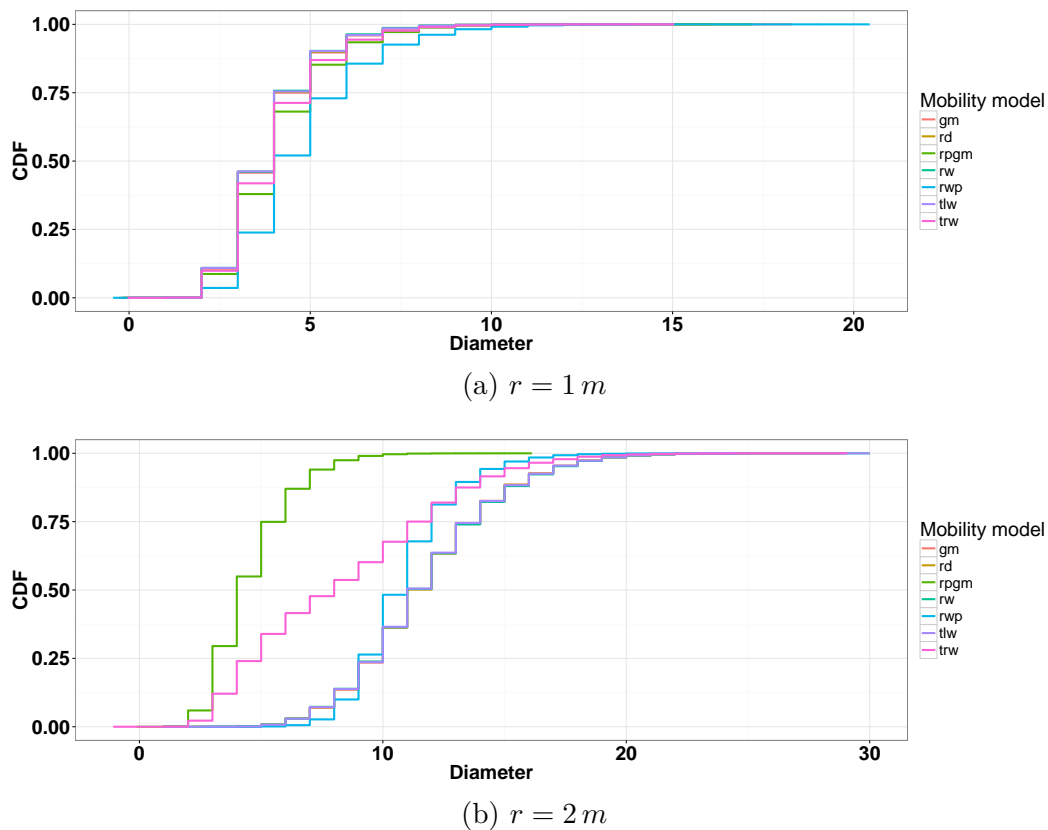 1.00
0.75
0.50
0.25
0.00
CDF
0 5 10 15 20
Diameter
Mobility model
gm
rd
rpgm
rw
rwp
tlw
trw
(a) r = 1 m
1.00
0.75
0.50
0.25
0.00
CDF
0 10 20 30
Diameter
Mobility model
gm
rd
rpgm
rw
rwp
tlw
trw
(b) r = 2 m